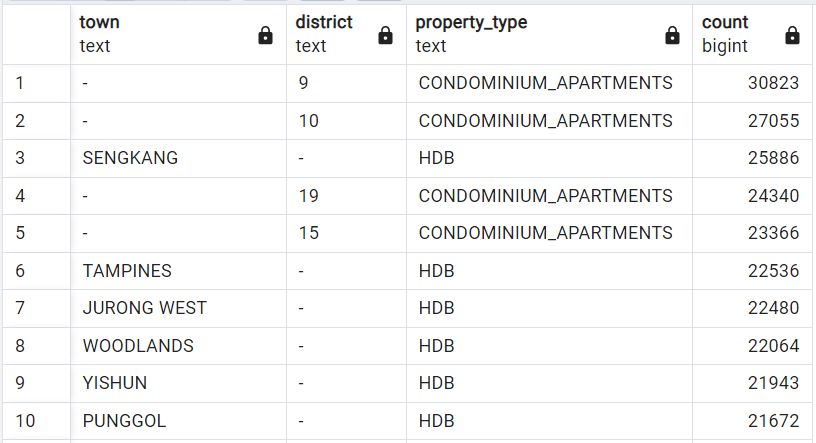 town district property_type count
text text text bigint
1 - 9 CONDOMINIUM_APARTMENTS 30823
2 - 10 CONDOMINIUM_APARTMENTS 27055
3 SENGKANG - HDB 25886
4 - 19 CONDOMINIUM_APARTMENTS 24340
5 - 15 CONDOMINIUM_APARTMENTS 23366
6 TAMPINES - HDB 22536
7 JURONG WEST - HDB 22480
8 WOODLANDS - HDB 22064
9 YISHUN - HDB 21943
10 PUNGGOL - HDB 21672